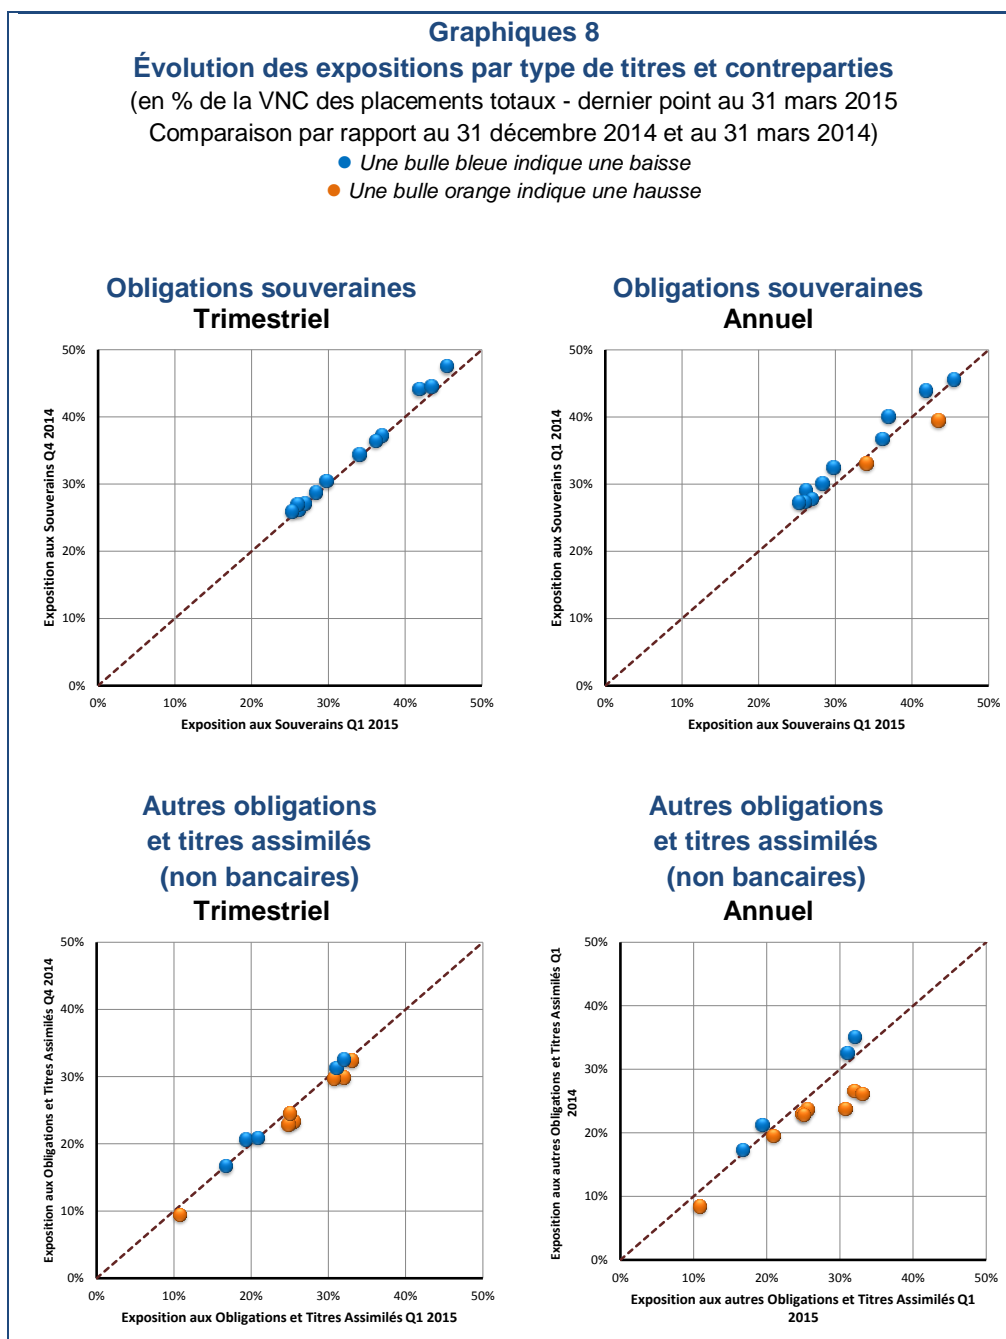 Graphiques 8
Évolution des expositions par type de titres et contreparties
(en % de la VNC des placements totaux - dernier point au 31 mars 2015
Comparaison par rapport au 31 décembre 2014 et au 31 mars 2014)
Une bulle bleue indique une baisse
Une bulle orange indique une hausse
Obligations souveraines
Trimestriel
50%
40%
30%
20%
10%
0%
Exposition aux Souverains Q4 2014
0% 10% 20% 30% 40% 50%
Exposition aux Souverains Q1 2015
Obligations souveraines
Annuel
50%
40%
30%
20%
10%
0%
Exposition aux Souverains Q1 2014
0% 10% 20% 30% 40% 50%
Exposition aux Souverains Q1 2015
Autres obligations
et titres assimilés
(non bancaires)
Trimestriel
50%
40%
30%
20%
10%
0%
Exposition aux Obligations et Titres Assimilés Q4 2014
0% 10% 20% 30% 40% 50%
Exposition aux Obligations et Titres Assimilés Q1 2015
Autres obligations
et titres assimilés
(non bancaires)
Annuel
50%
40%
30%
20%
10%
0%
Exposition aux autres Obligations et Titres Assimilés Q1
2014
0% 10% 20% 30% 40% 50%
Exposition aux autres Obligations et Titres Assimilés Q1
2015